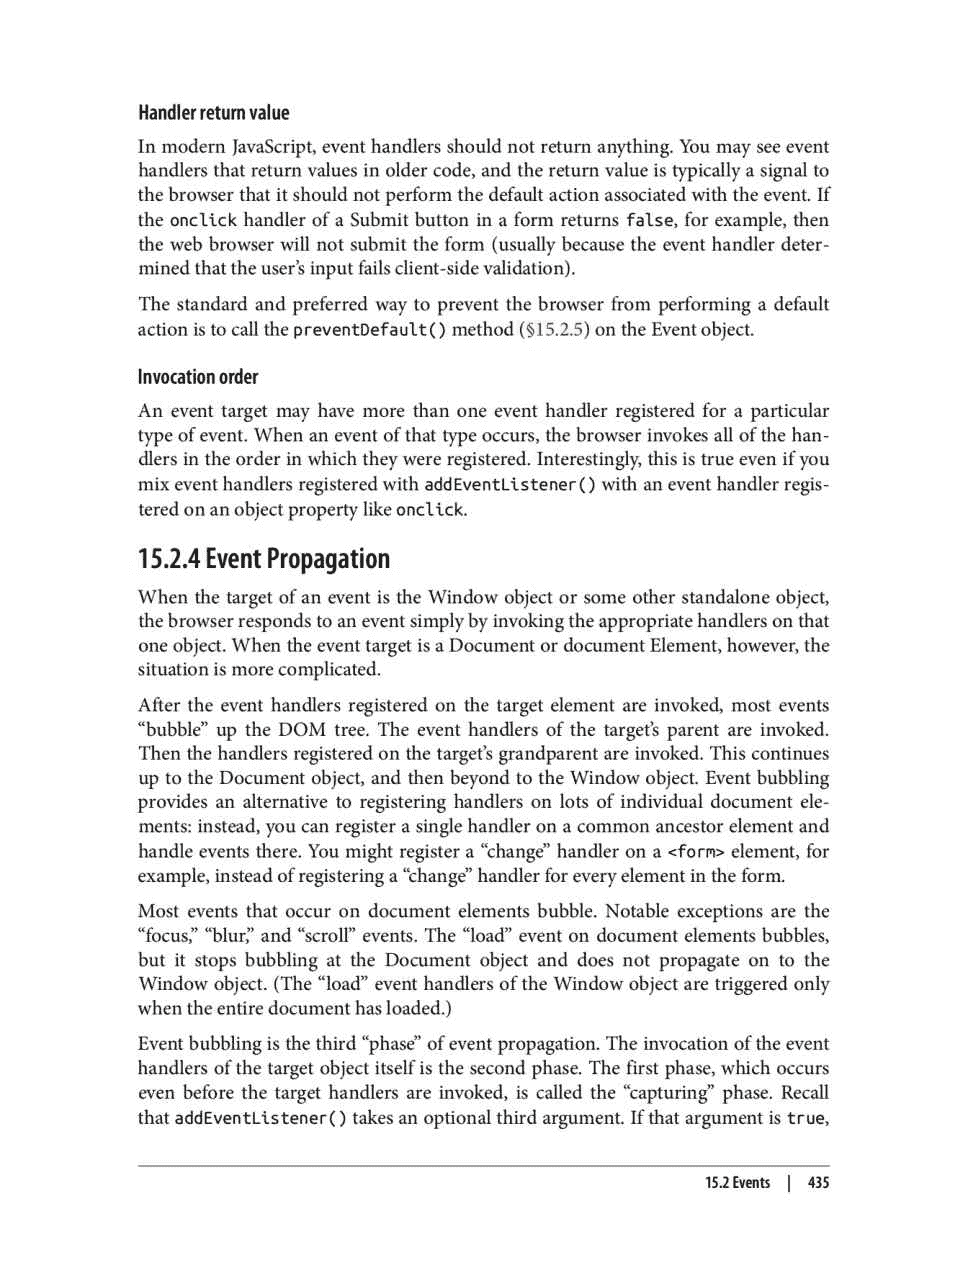 Handler return value
In modern JavaScript, event handlers should not return anything. You may see event
handlers that return values in older code, and the return value is typically a signal to
the browser that it should not perform the default action associated with the event. If
the onclick handler of a Submit button in a form returns false, for example, then
the web browser will not submit the form (usually because the event handler deter-
mined that the user’s input fails client-side validation).
The standard and preferred way to prevent the browser from performing a default
action is to call the preventDefault() method (§15.2.5) on the Event object.
Invocation order
An event target may have more than one event handler registered for a particular
type of event. When an event of that type occurs, the browser invokes all of the han-
dlers in the order in which they were registered. Interestingly, this is true even if you
mix event handlers registered with addEventListener() with an event handler regis-
tered on an object property like onclick.
15.2.4 Event Propagation
When the target of an event is the Window object or some other standalone object,
the browser responds to an event simply by invoking the appropriate handlers on that
one object. When the event target is a Document or document Element, however, the
situation is more complicated.
After the event handlers registered on the target element are invoked, most events
“bubble” up the DOM tree. The event handlers of the target’s parent are invoked.
Then the handlers registered on the target’s grandparent are invoked. This continues
up to the Document object, and then beyond to the Window object. Event bubbling
provides an alternative to registering handlers on lots of individual document ele-
ments: instead, you can register a single handler on a common ancestor element and
handle events there. You might register a “change” handler on a <form> element, for
example, instead of registering a “change” handler for every element in the form.
Most events that occur on document elements bubble. Notable exceptions are the
“focus,” “blur,” and “scroll” events. The “load” event on document elements bubbles,
but it stops bubbling at the Document object and does not propagate on to the
Window object. (The “load” event handlers of the Window object are triggered only
when the entire document has loaded.)
Event bubbling is the third “phase” of event propagation. The invocation of the event
handlers of the target object itself is the second phase. The first phase, which occurs
even before the target handlers are invoked, is called the “capturing” phase. Recall
that addEventListener() takes an optional third argument. If that argument is true,
15.2 Events | 435